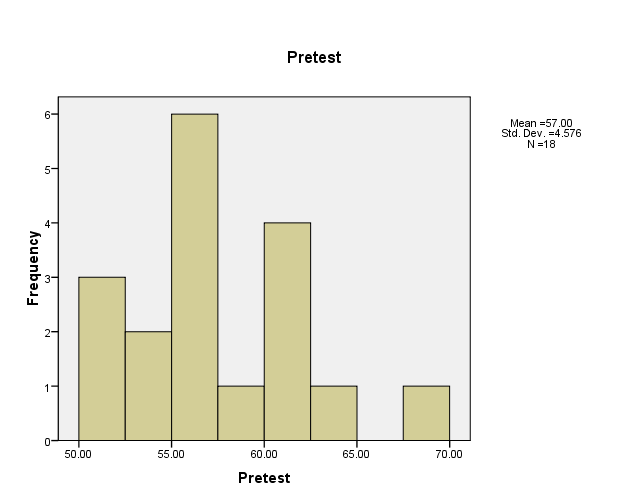 Pretest
Mean =57.00
Std. Dev. =4.576
N =18
6
5
4
3
2
1
0
Frequency
50.00 55.00 60.00 65.00 70.00
Pretest